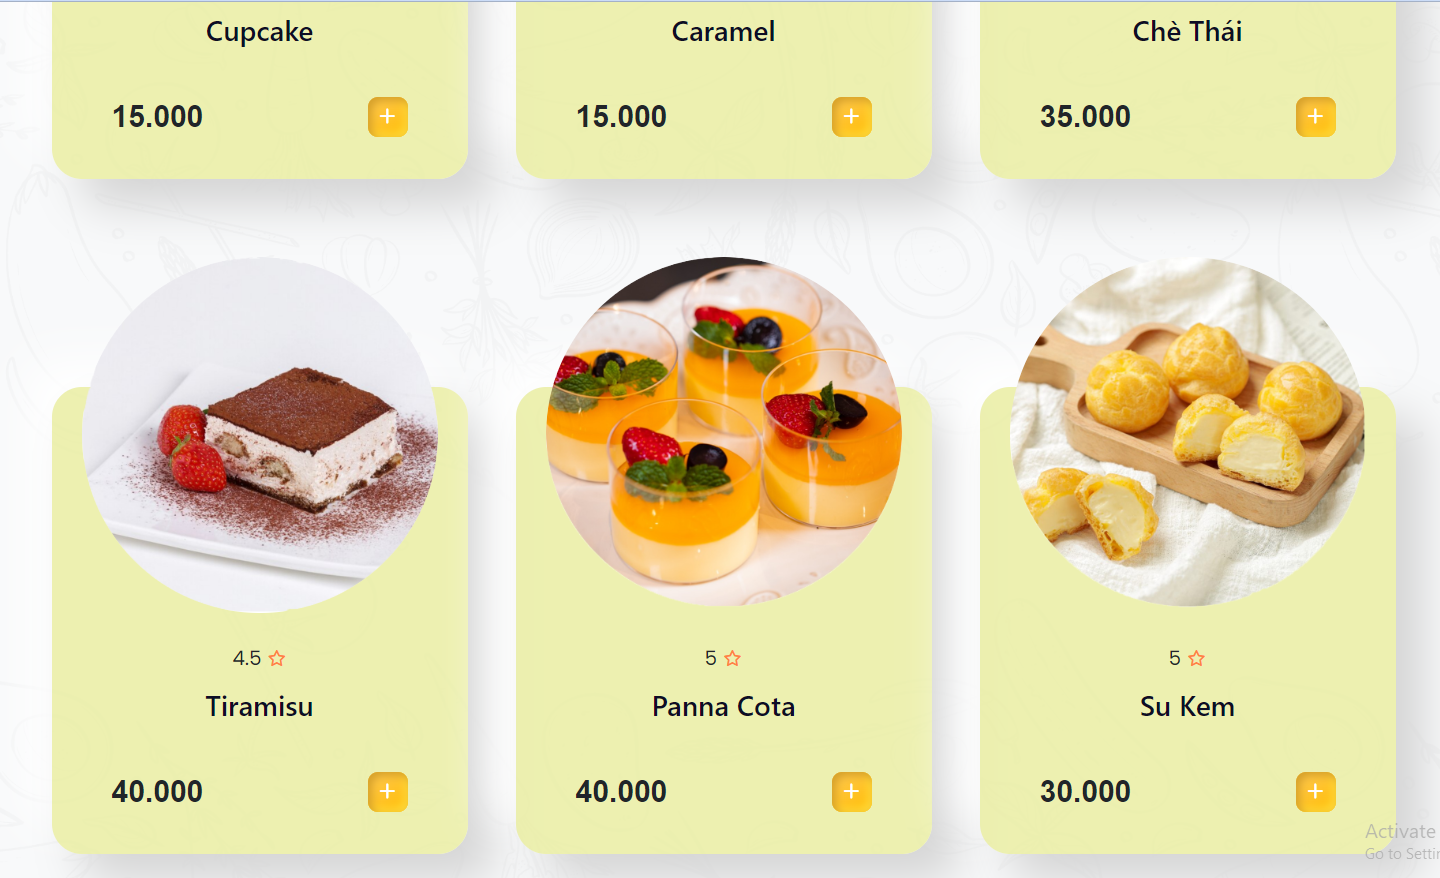 Cupcake
Caramel
Chè Thái
15.000 +
15.000 +
35.000 +
4.5
5
5
Tiramisu
Panna Cota
Su Kem
40.000 +
40.000 +
30.000 +
Activate
Go to Settin